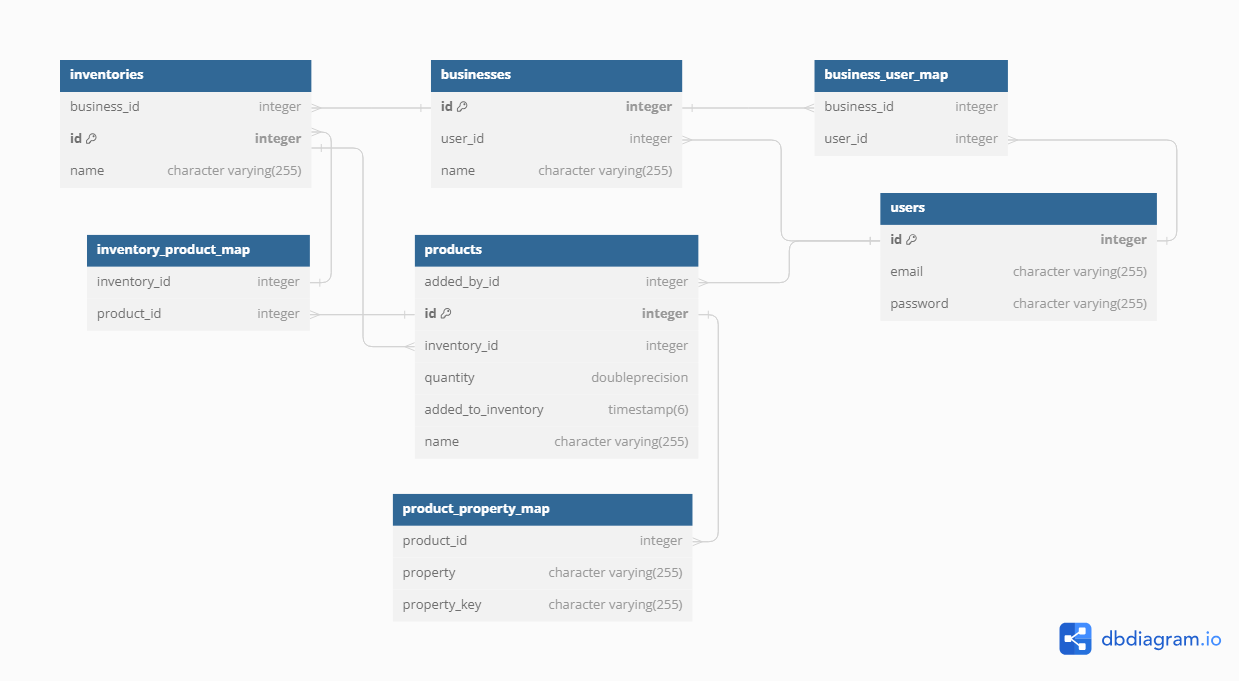 inventories
business_id integer
id integer
name character varying(255)
businesses
id integer
user_id integer
name character varying(255)
business_user_map
business_id integer
user_id integer
users
id integer
email character varying(255)
password character varying(255)
inventory_product_map
inventory_id integer
product_id integer
products
added_by_id integer
id integer
inventory_id integer
quantity doubleprecision
added_to_inventory timestamp(6)
name character varying(255)
product_property_map
product_id integer
property character varying(255)
property_key character varying(255)
dbdiagram.io